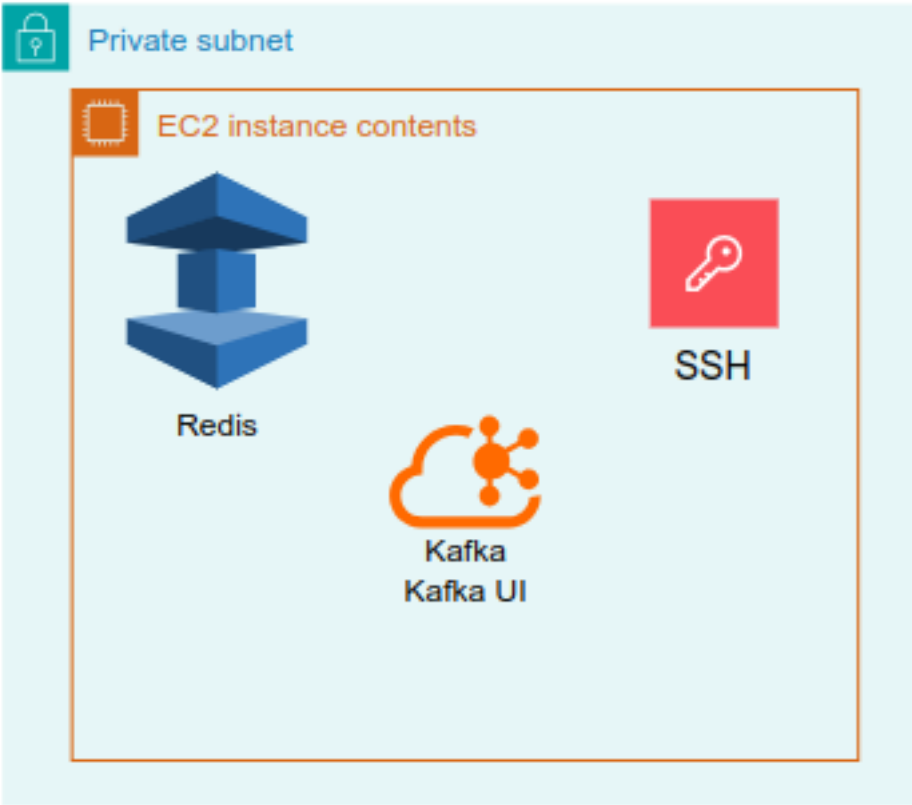 Private subnet
EC2 instance contents
Redis
SSH
Kafka
Kafka UI